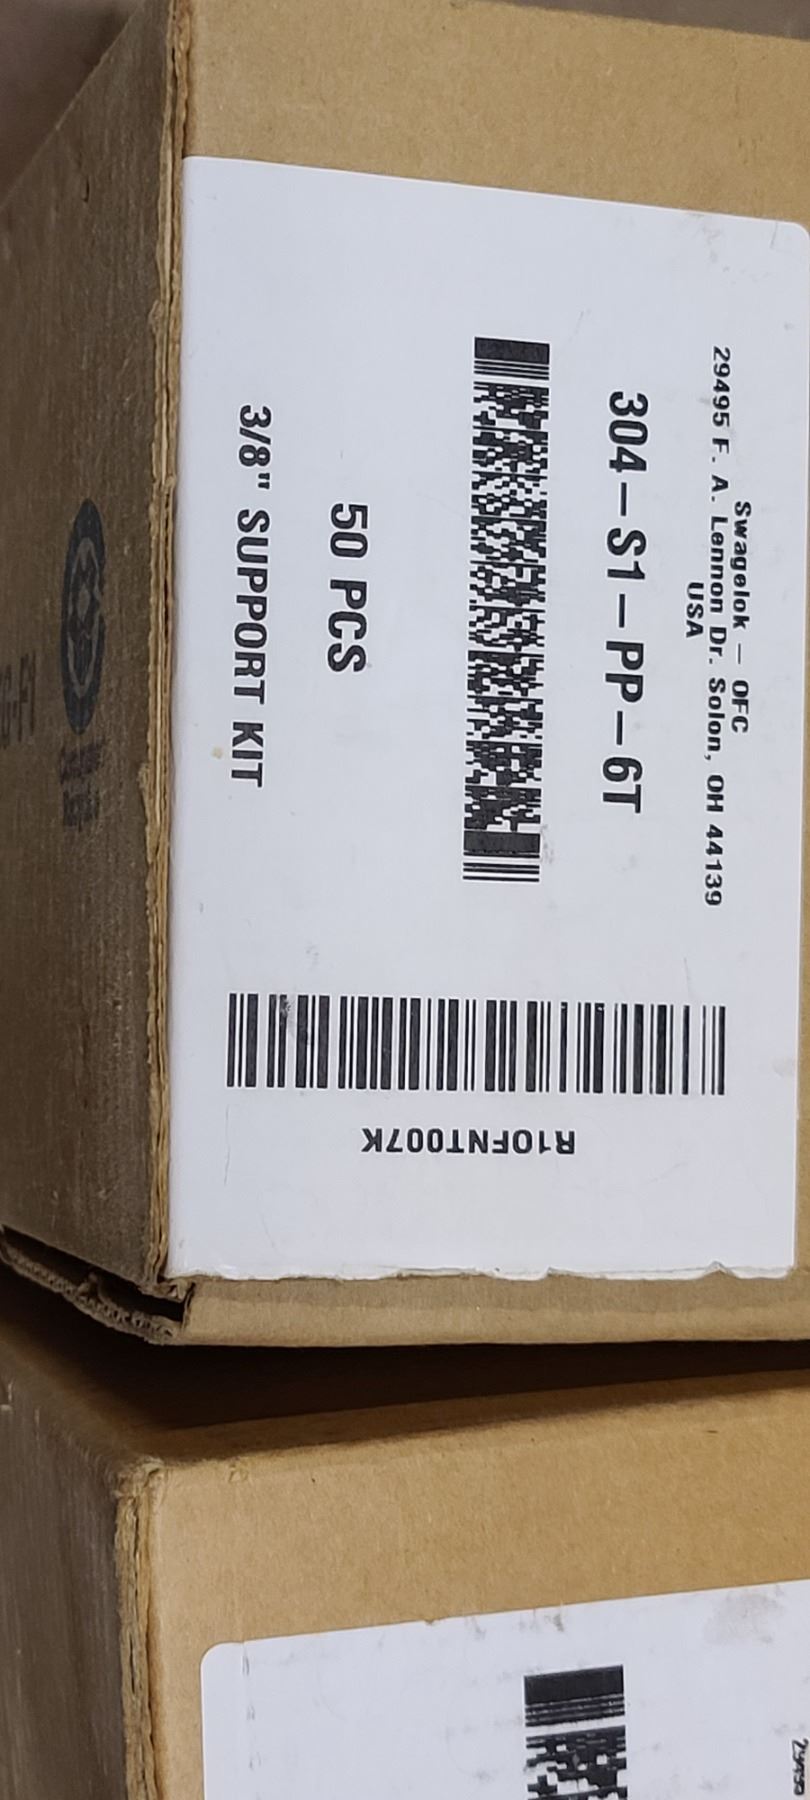 Swagelok — OFC
29495 F. A. Lennon Dr. Solon, OH 44139
USA
304—S1—PP—6T
50 PCS
3/8" SUPPORT KIT
R1OFNT007K